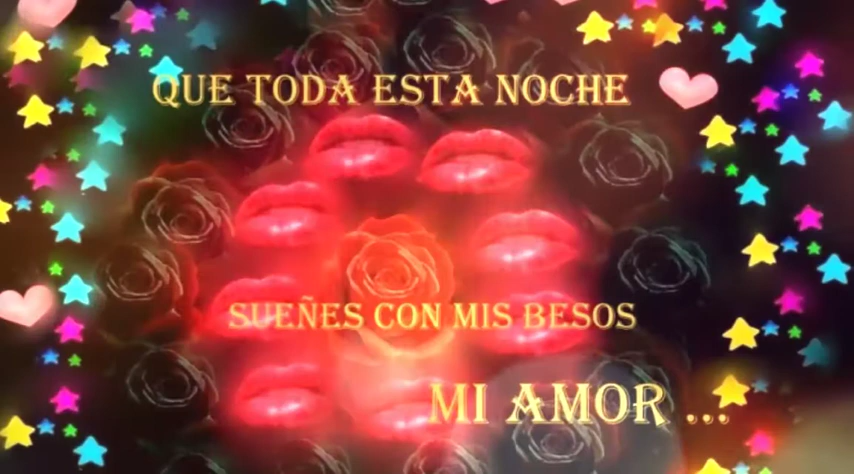 QUE TODA ESTA NOCHE
SUEÑES CON MIS BESOS
MI AMOR ...